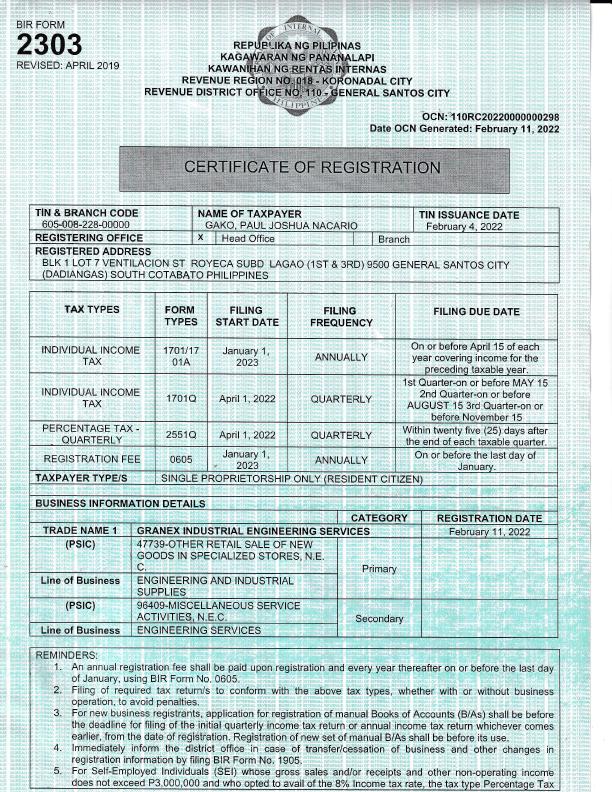 BIR FORM
2303
REVISED: APRIL 2019
REPUBLIKA NG PILIPINAS
KAGAWARAN NG PANANALAPI
KAWANIHAN NG RENTAS INTERNAS
REVENUE REGION NO. 018 - KORONADAL CITY
REVENUE DISTRICT OFFICE NO. 110 - GENERAL SANTOS CITY
OCN: 110RC20220000000298
Date OCN Generated: February 11, 2022
CERTIFICATE OF REGISTRATION
TIN & BRANCH CODE NAME OF TAXPAYER TIN ISSUANCE DATE
605-008-228-00000 GAKO, PAUL JOSHUA NACARIO February 4, 2022
REGISTERING OFFICE X Head Office Branch
REGISTERED ADDRESS
BLK 1 LOT 7 VENTILACION ST ROYECA SUBD LAGAO (1ST & 3RD) 9500 GENERAL SANTOS CITY
(DADIANGAS) SOUTH COTABATO PHILIPPINES
TAX TYPES FORM TYPES FILING START DATE FILING FREQUENCY FILING DUE DATE
INDIVIDUAL INCOME TAX 1701/1701A January 1, 2023 ANNUALLY On or before April 15 of each year covering income for the preceding taxable year.
INDIVIDUAL INCOME TAX 1701Q April 1, 2022 QUARTERLY 1st Quarter-on or before MAY 15 2nd Quarter-on or before AUGUST 15 3rd Quarter-on or before November 15
PERCENTAGE TAX - QUARTERLY 2551Q April 1, 2022 QUARTERLY Within twenty five (25) days after the end of each taxable quarter.
REGISTRATION FEE 0605 January 1, 2023 ANNUALLY On or before the last day of January.
TAXPAYER TYPE/S SINGLE PROPRIETORSHIP ONLY (RESIDENT CITIZEN)
BUSINESS INFORMATION DETAILS
CATEGORY REGISTRATION DATE
TRADE NAME 1 GRANEX INDUSTRIAL ENGINEERING SERVICES February 11, 2022
(PSIC) 47739-OTHER RETAIL SALE OF NEW
GOODS IN SPECIALIZED STORES, N.E.
C.
Primary
Line of Business ENGINEERING AND INDUSTRIAL
SUPPLIES
(PSIC) 96409-MISCELLANEOUS SERVICE
ACTIVITIES, N.E.C.
Secondary
Line of Business ENGINEERING SERVICES
REMINDERS:
1. An annual registration fee shall be paid upon registration and every year thereafter on or before the last day
of January, using BIR Form No. 0605.
2. Filing of required tax return/s to conform with the above tax types, whether with or without business
operation, to avoid penalties.
3. For new business registrants, application for registration of manual Books of Accounts (B/As) shall be before
the deadline for filing of the initial quarterly income tax return or annual income tax return whichever comes
earlier, from the date of registration. Registration of new set of manual B/As shall be before its use.
4. Immediately inform the district office in case of transfer/cessation of business and other changes in
registration information by filing BIR Form No. 1905.
5. For Self-Employed Individuals (SEI) whose gross sales and/or receipts and other non-operating income
does not exceed P3,000,000 and who opted to avail of the 8% Income tax rate, the tax type Percentage Tax